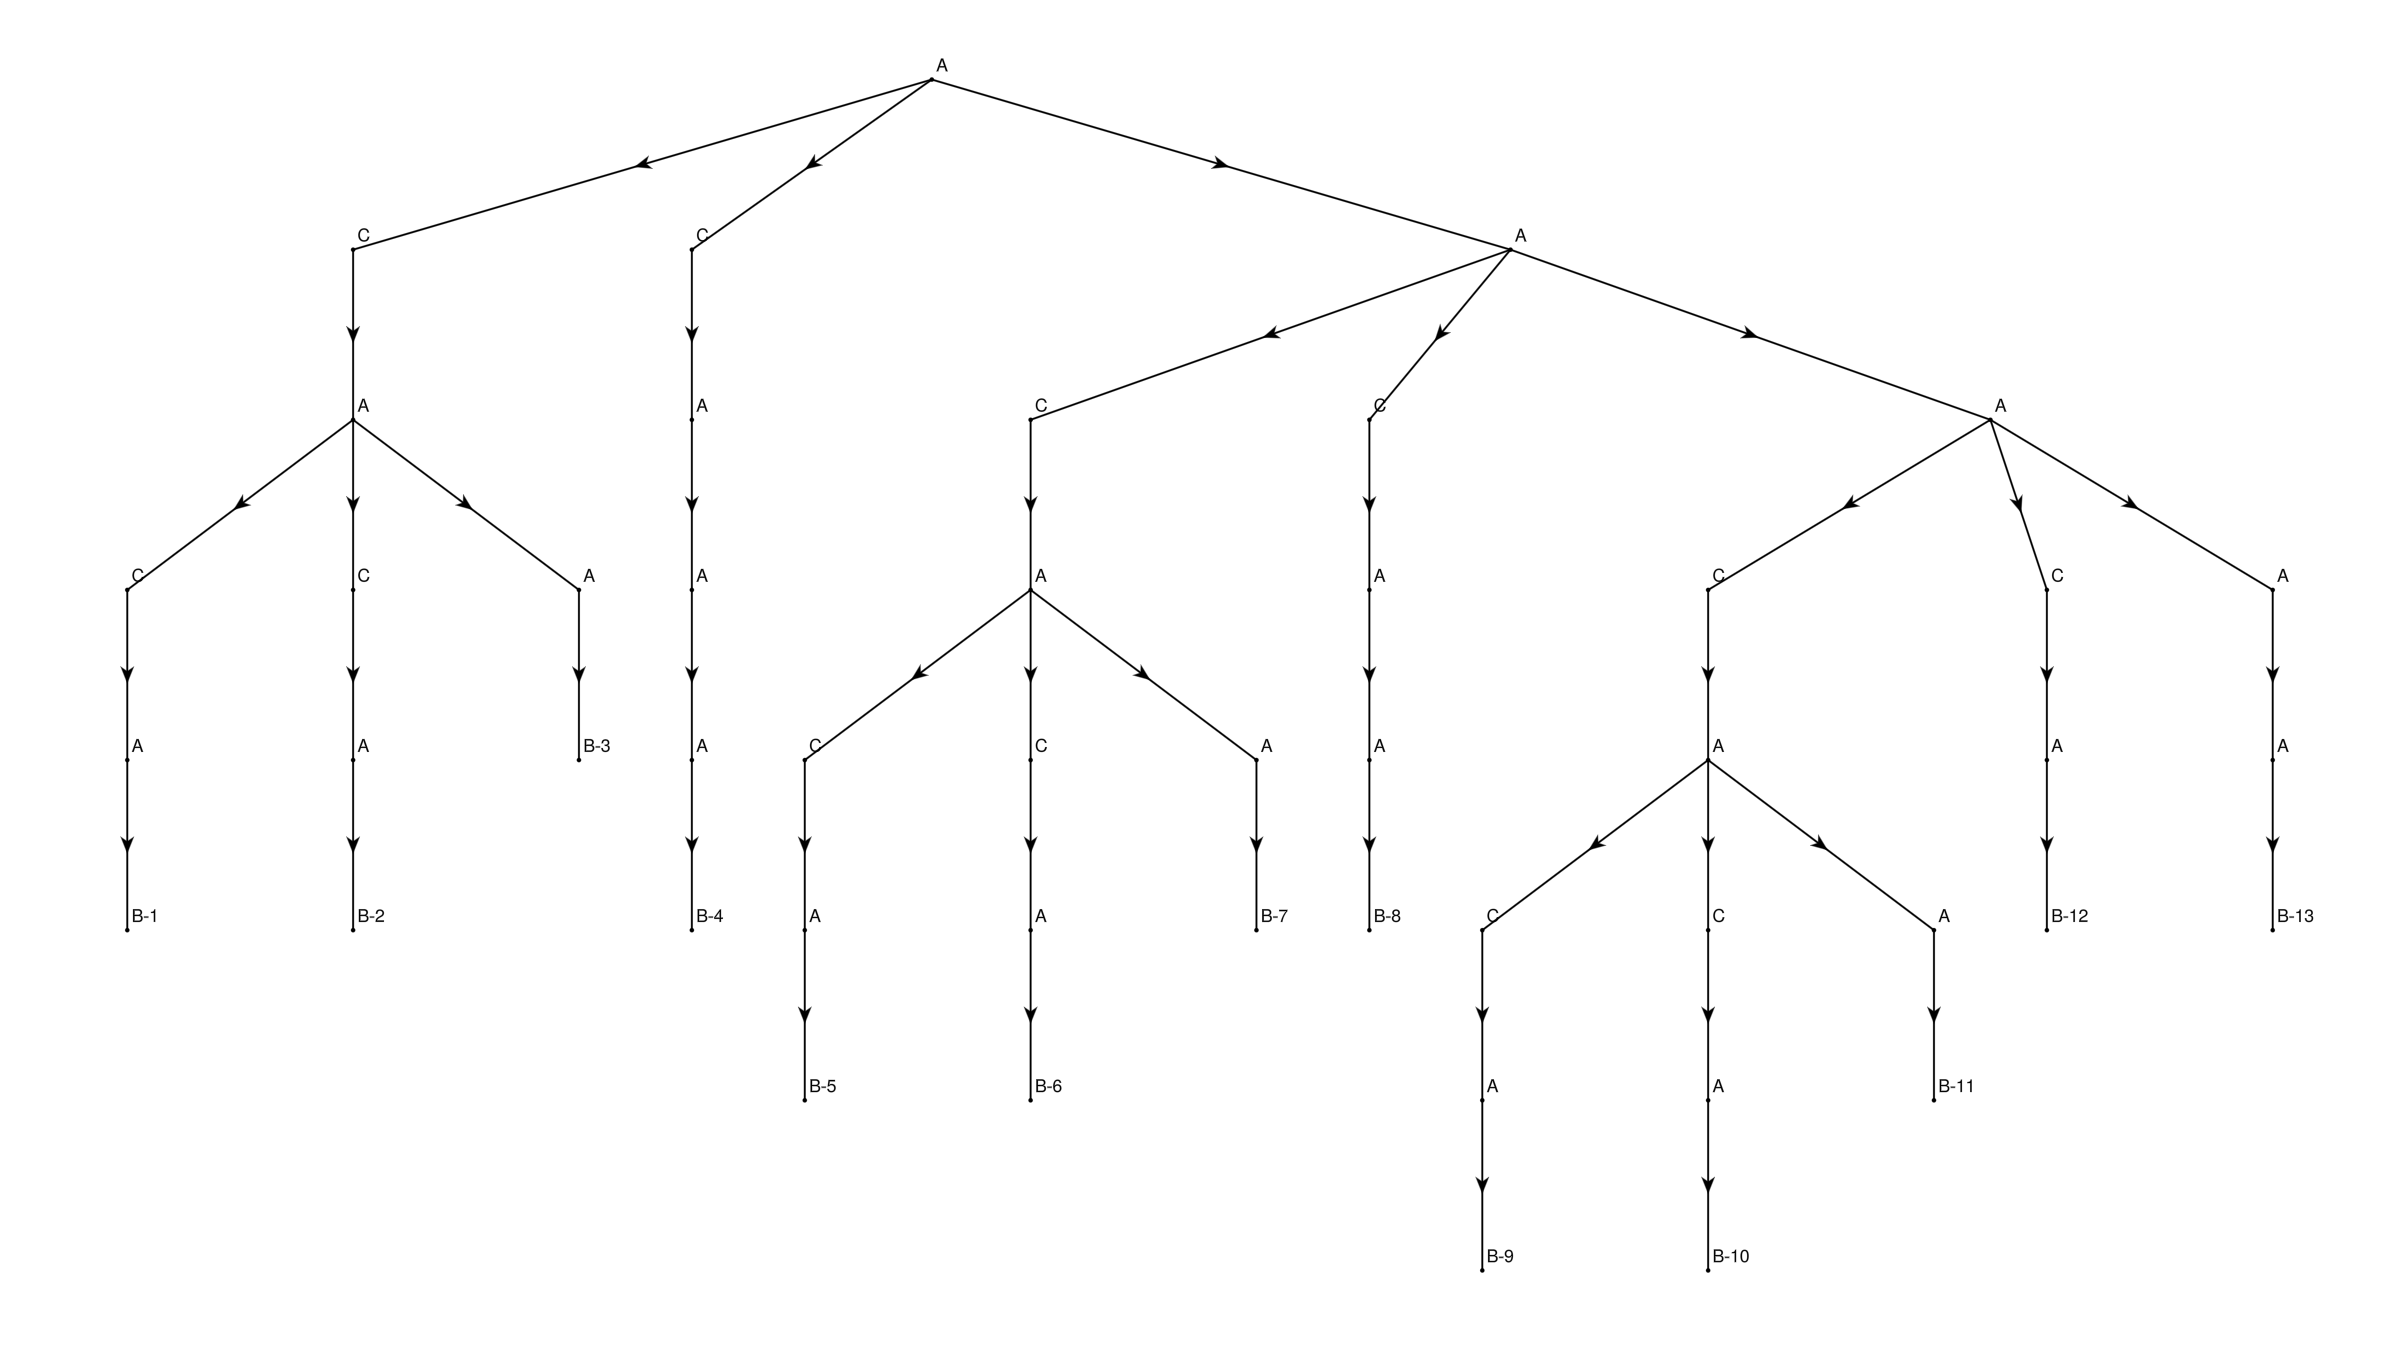 A
C C A
A A C C A
C C A A A A C C A
A A B-3 A C C A A A A A
B-1 B-2 B-4 A A B-7 B-8 C C A B-12 B-13
B-5 B-6 A A B-11
B-9 B-10